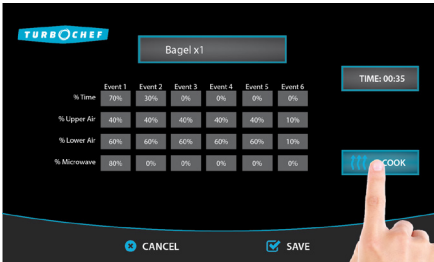 TURBOCHEF
Bagel x1
TIME: 00:35
Event 1 Event 2 Event 3 Event 4 Event 5 Event 6
% Time 70% 30% 0% 0% 0% 0%
% Upper Air 40% 40% 40% 40% 40% 10%
% Lower Air 60% 60% 60% 60% 60% 10%
% Microwave 80% 0% 0% 0% 0% 0%
COOK
CANCEL SAVE